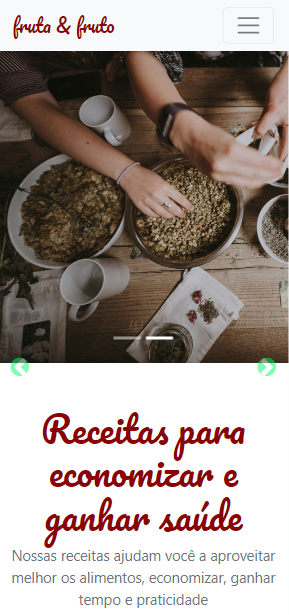 fruta & fruto
Receitas para
economizar e
ganhar saúde
Nossas receitas ajudam você a aproveitar
melhor os alimentos, economizar, ganhar
tempo e praticidade